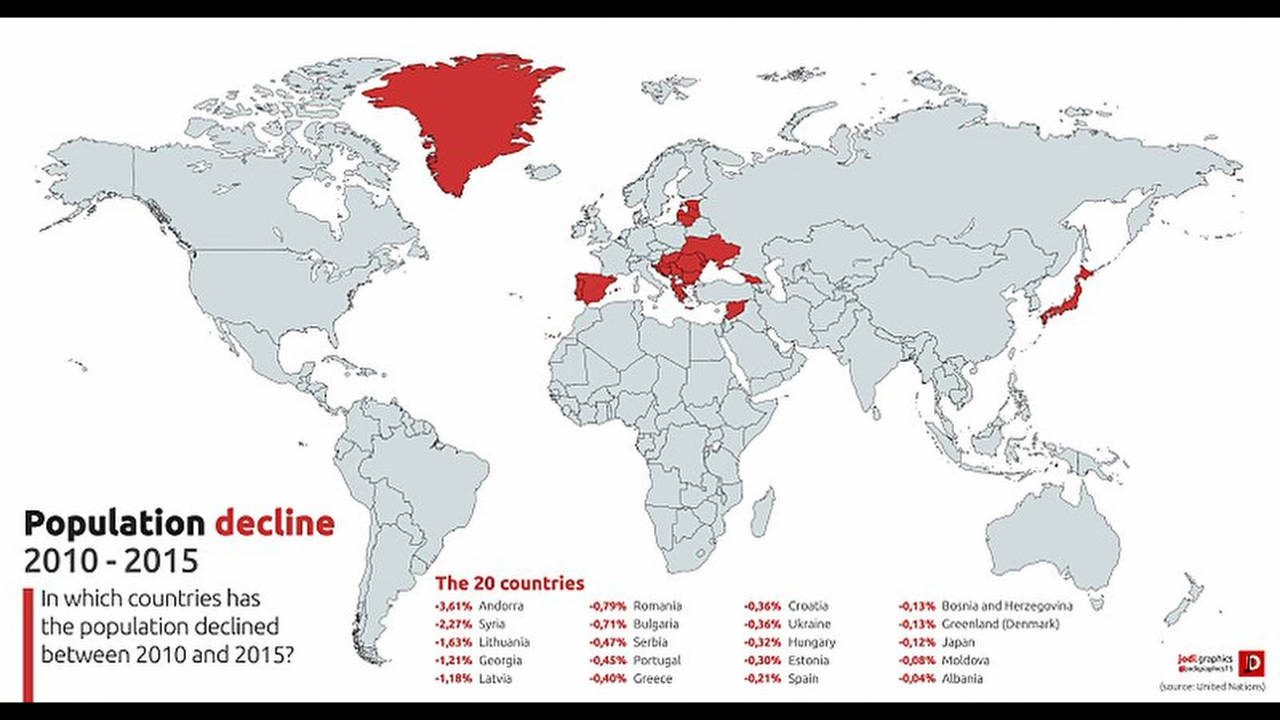 Population decline
2010 - 2015
In which countries has
the population declined
between 2010 and 2015?
The 20 countries
-3,61% Andorra
-2,27% Syria
-1,63% Lithuania
-1,21% Georgia
-1,18% Latvia
-0,79% Romania
-0,71% Bulgaria
-0,47% Serbia
-0,45% Portugal
-0,40% Greece
-0,36% Croatia
-0,36% Ukraine
-0,32% Hungary
-0,30% Estonia
-0,21% Spain
-0,13% Bosnia and Herzegovina
-0,13% Greenland (Denmark)
-0,12% Japan
-0,08% Moldova
-0,04% Albania
jodi graphics
@jodigraphics15
JD
(source: United Nations)